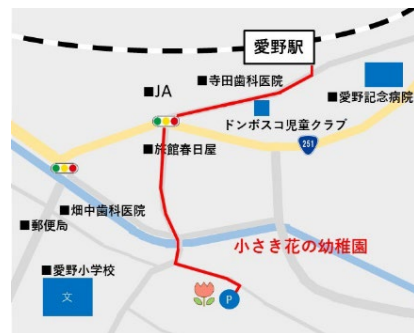 愛野駅
■寺田歯科医院
■JA
■愛野記念病院
ドンボスコ児童クラブ
■旅館春日屋
251
■畑中歯科医院
■郵便局
小さき花の幼稚園
■愛野小学校
文
P